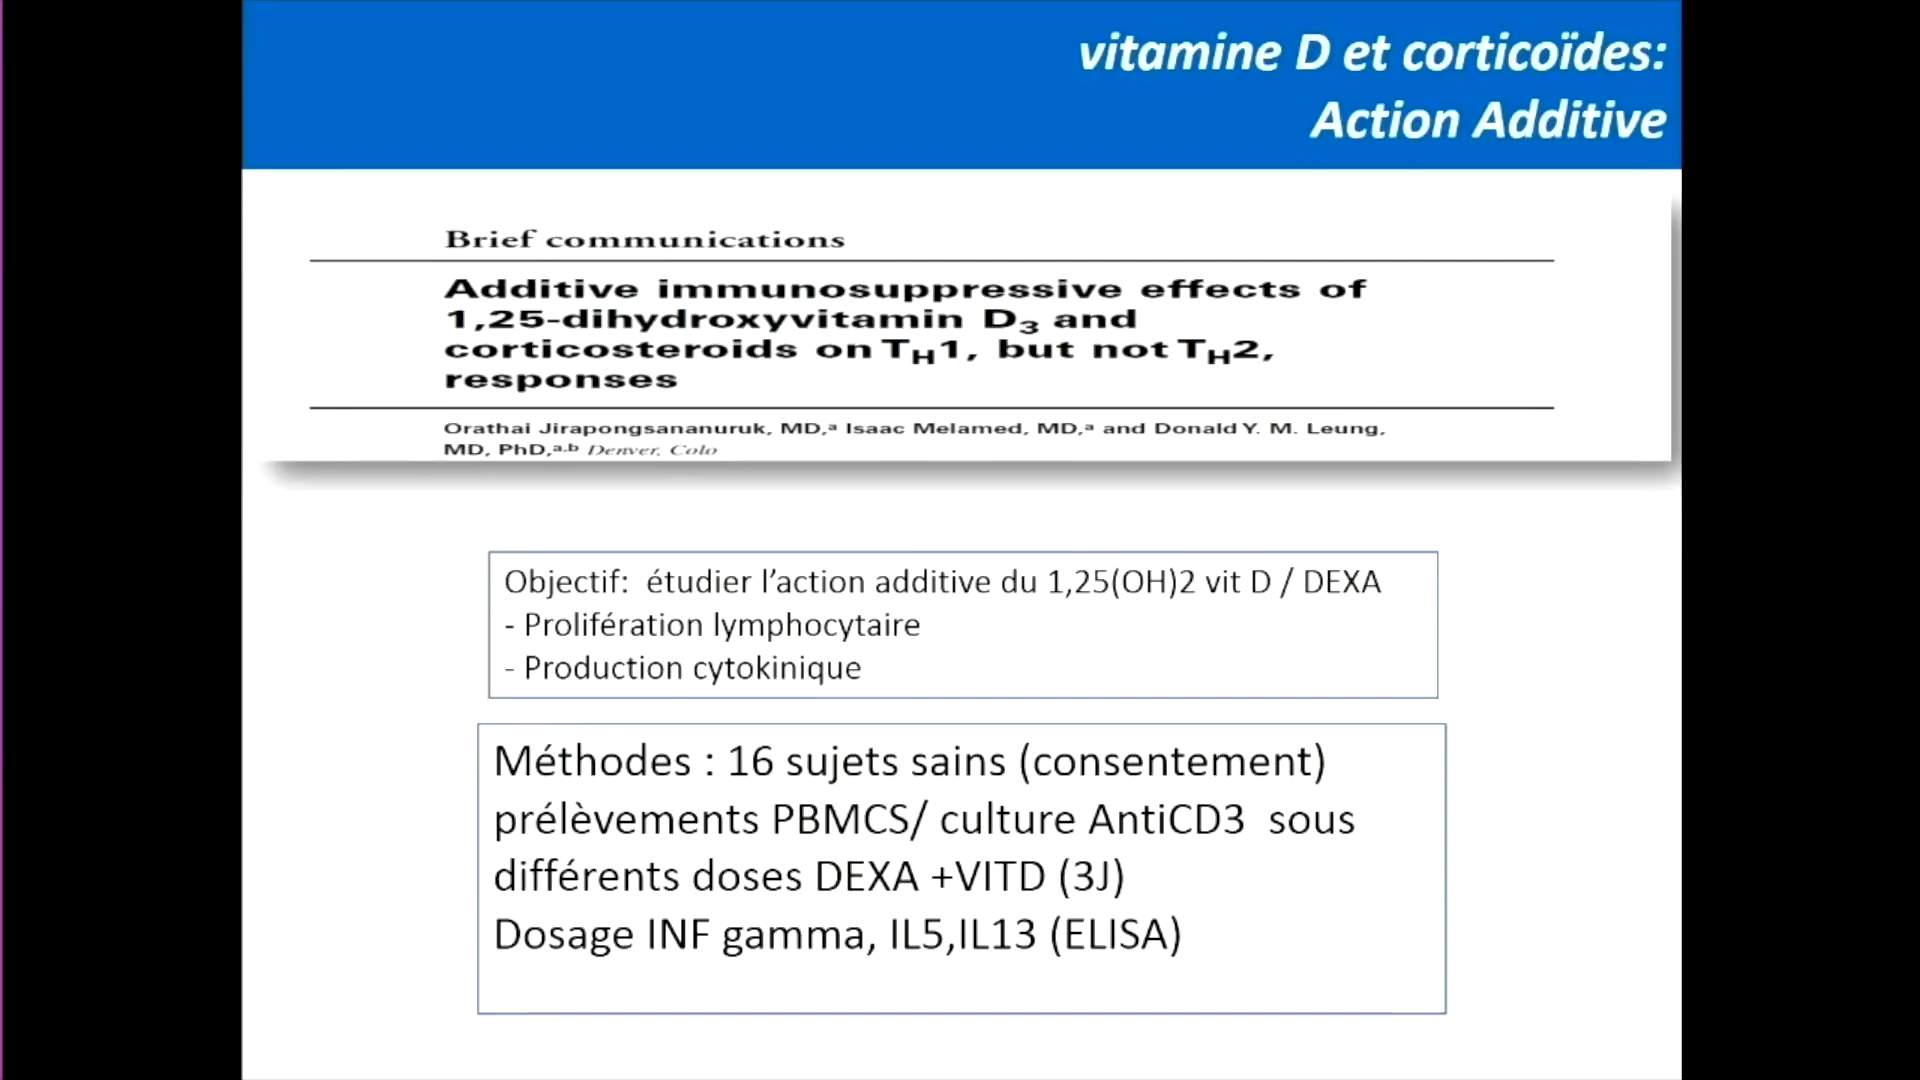 vitamine D et corticoïdes:
Action Additive
Brief communications
Additive immunosuppressive effects of
1,25-dihydroxyvitamin D3 and
corticosteroids on TH1, but not TH2,
responses
Orathai Jirapongsananuruk, MD,a Isaac Melamed, MD,a and Donald Y. M. Leung,
MD, PhD,a,b Denver, Colo
Objectif:  étudier l’action additive du 1,25(OH)2 vit D / DEXA
- Prolifération lymphocytaire
- Production cytokinique
Méthodes : 16 sujets sains (consentement)
prélèvements PBMCS/ culture AntiCD3  sous
différents doses DEXA +VITD (3J)
Dosage INF gamma, IL5,IL13 (ELISA)